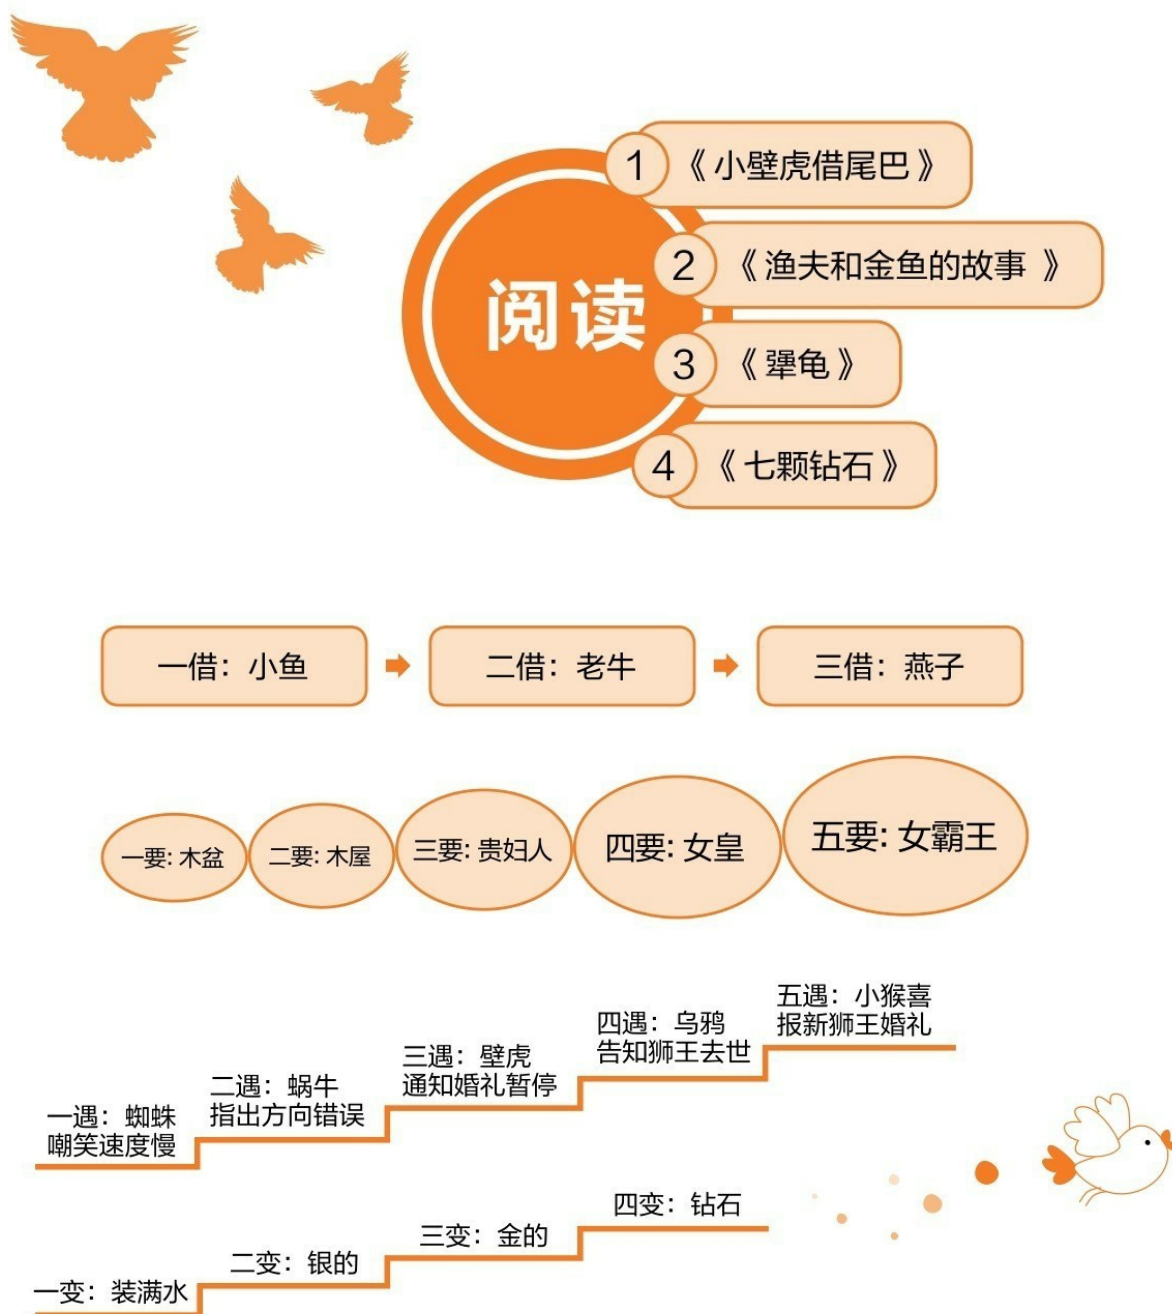 阅读
1 《小壁虎借尾巴》
2 《渔夫和金鱼的故事 》
3 《犟龟》
4 《七颗钻石》
一借：小鱼
二借：老牛
三借：燕子
一要: 木盆
二要: 木屋
三要: 贵妇人
四要: 女皇
五要: 女霸王
一遇：蜘蛛
嘲笑速度慢
二遇：蜗牛
指出方向错误
三遇：壁虎
通知婚礼暂停
四遇：乌鸦
告知狮王去世
五遇：小猴喜
报新狮王婚礼
一变：装满水
二变：银的
三变：金的
四变：钻石